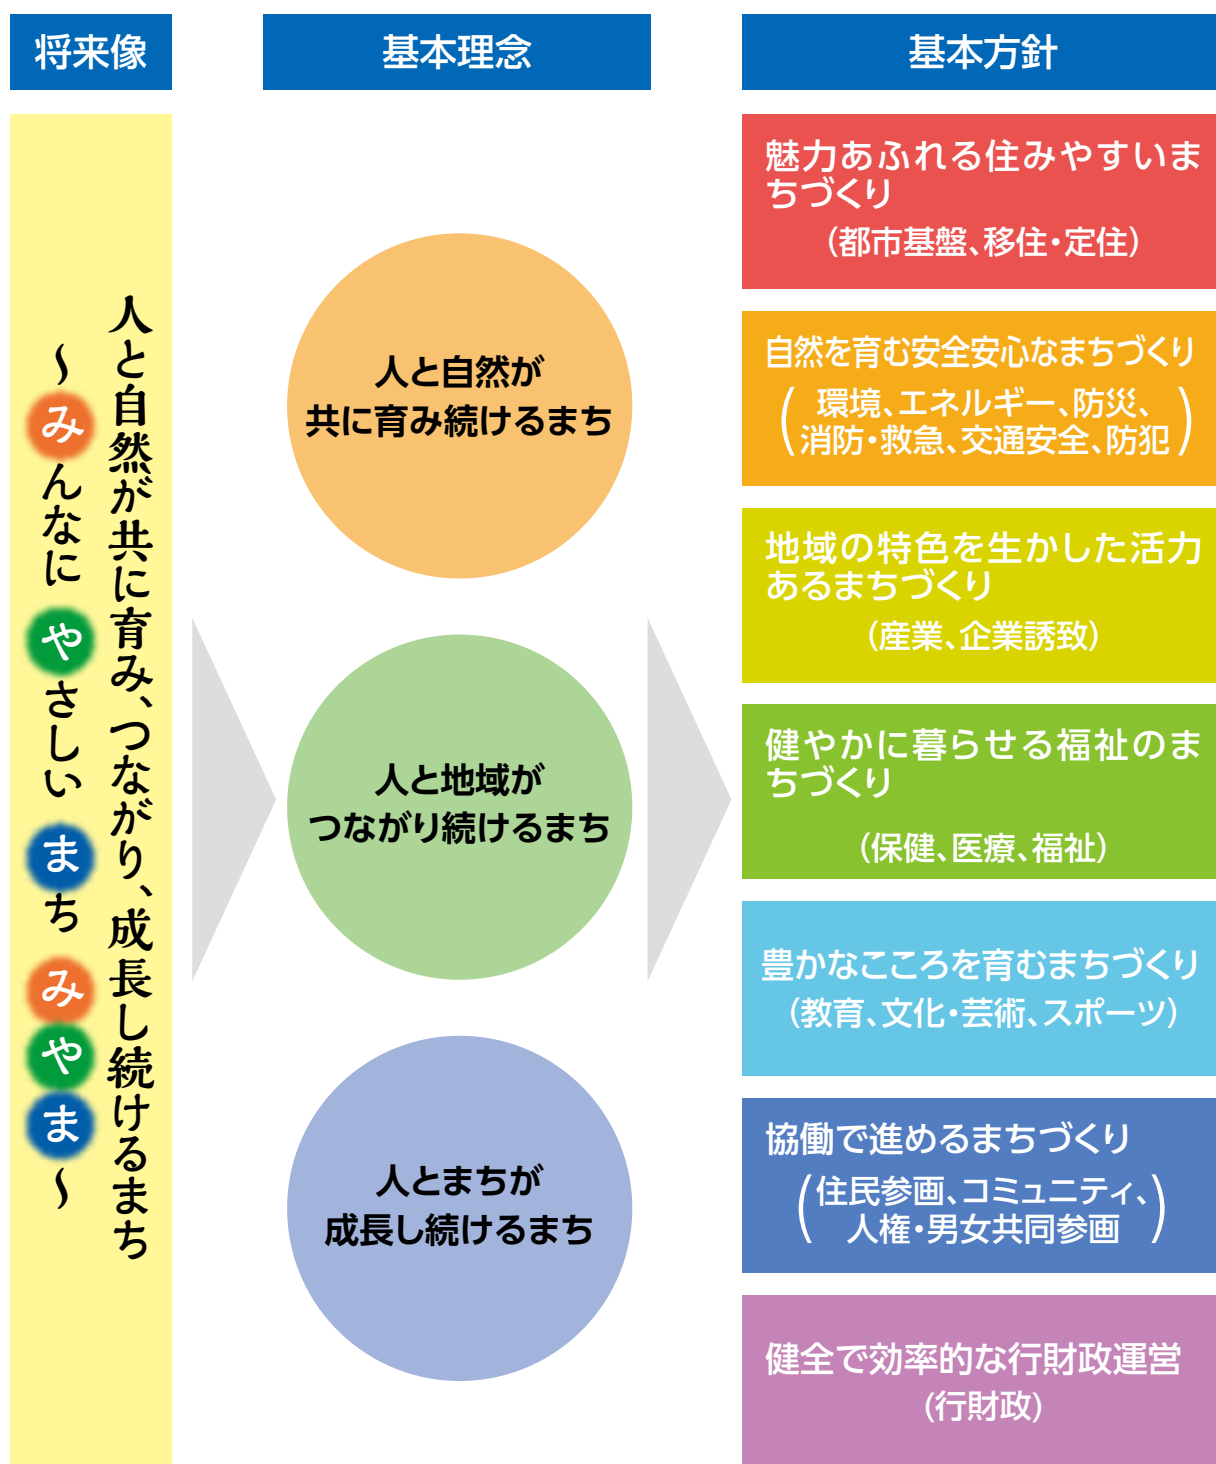 将来像
人と自然が共に育み、つながり、成長し続けるまち
～みんなに やさしい まち みやま～
基本理念
人と自然が
共に育み続けるまち
人と地域が
つながり続けるまち
人とまちが
成長し続けるまち
基本方針
魅力あふれる住みやすいま
ちづくり
(都市基盤、移住・定住)
自然を育む安全安心なまちづくり
(環境、エネルギー、防災、
消防・救急、交通安全、防犯)
地域の特色を生かした活力
あるまちづくり
(産業、企業誘致)
健やかに暮らせる福祉のま
ちづくり
(保健、医療、福祉)
豊かなこころを育むまちづくり
(教育、文化・芸術、スポーツ)
協働で進めるまちづくり
(住民参画、コミュニティ、
人権・男女共同参画)
健全で効率的な行財政運営
(行財政)